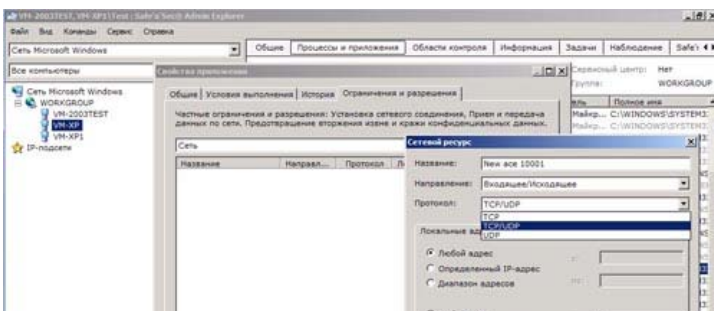 VM-2003TEST, VM-XP1\Test : Safe'n'Sec® Admin Explorer
Файл Вид Команды Сервис Справка
Сеть Microsoft Windows
Общие Процессы и приложения Области контроля Информация Задачи Наблюдение Safe'
Все компьютеры
Свойства приложения
Сервисный центр: Нет
Группа: WORKGROUP
Сеть Microsoft Windows
WORKGROUP
VM-2003TEST
VM-XP
VM-XP1
IP-подсети
Общие Условия выполнения История Ограничения и разрешения
Полное имя
Частные ограничения и разрешения: Установка сетевого соединения, Прием и передача
данных по сети. Предотвращение вторжения извне и кражи конфиденциальных данных.
Майкр... C:\WINDOWS\SYSTEM3
Майкр... C:\WINDOWS\SYSTEM3
Сеть
Название Направл... Протокол
Сетевой ресурс
Название: New ace 10001
Направление: Входящее/Исходящее
Протокол: TCP/UDP
TCP
TCP/UDP
UDP
Локальные
Любой адрес
Определенный IP-адрес
Диапазон адресов